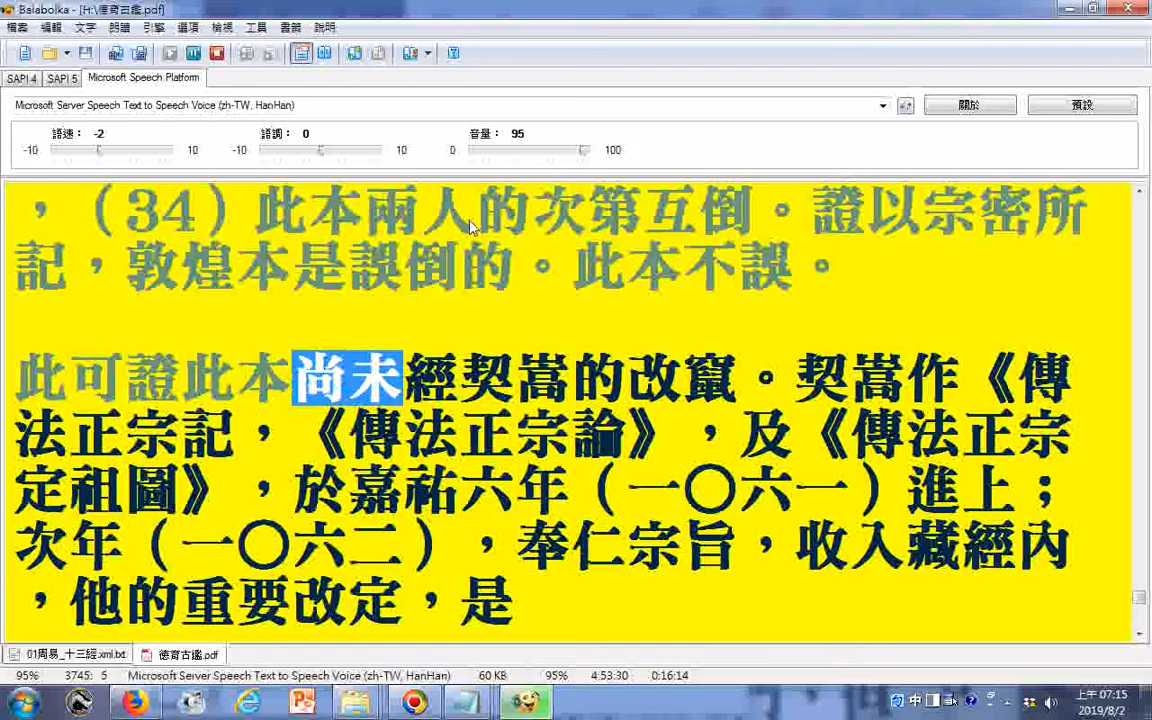 Balabolka - [H:\德育古鑑.pdf]
檔案 編輯 文字 朗讀 引擎 選項 檢視 工具 書籤 說明
SAPI 4 SAPI 5 Microsoft Speech Platform
Microsoft Server Speech Text to Speech Voice (zh-TW, HanHan)
關於 預設
語速： -2 語調： 0 音量： 95
-10 10 -10 10 0 100
，（34）此本兩人的次第互倒。證以宗密所
記，敦煌本是誤倒的。此本不誤。
此可證此本尚未經契嵩的改竄。契嵩作《傳
法正宗記，《傳法正宗論》，及《傳法正宗
定祖圖》，於嘉祐六年（一〇六一）進上；
次年（一〇六二），奉仁宗旨，收入藏經內
，他的重要改定，是
01周易_十三經.xml.txt 德育古鑑.pdf
95% 3745: 5 Microsoft Server Speech Text to Speech Voice (zh-TW, HanHan) 60 KB 95% 4:53:30 0:16:14
中
上午 07:15
2019/8/2